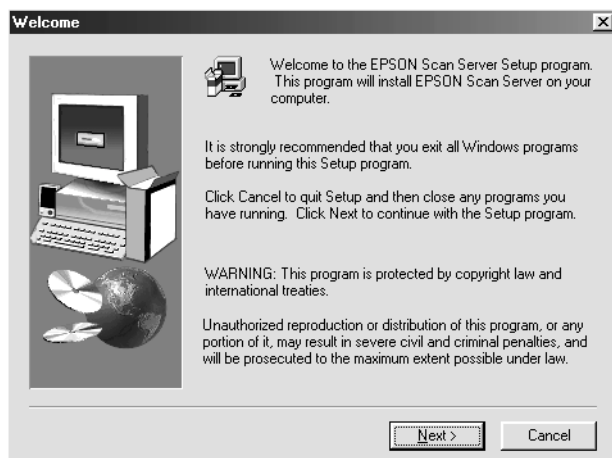 Welcome
Welcome to the EPSON Scan Server Setup program.
This program will install EPSON Scan Server on your
computer.
It is strongly recommended that you exit all Windows programs
before running this Setup program.
Click Cancel to quit Setup and then close any programs you
have running. Click Next to continue with the Setup program.
WARNING: This program is protected by copyright law and
international treaties.
Unauthorized reproduction or distribution of this program, or any
portion of it, may result in severe civil and criminal penalties, and
will be prosecuted to the maximum extent possible under law.
Next >
Cancel